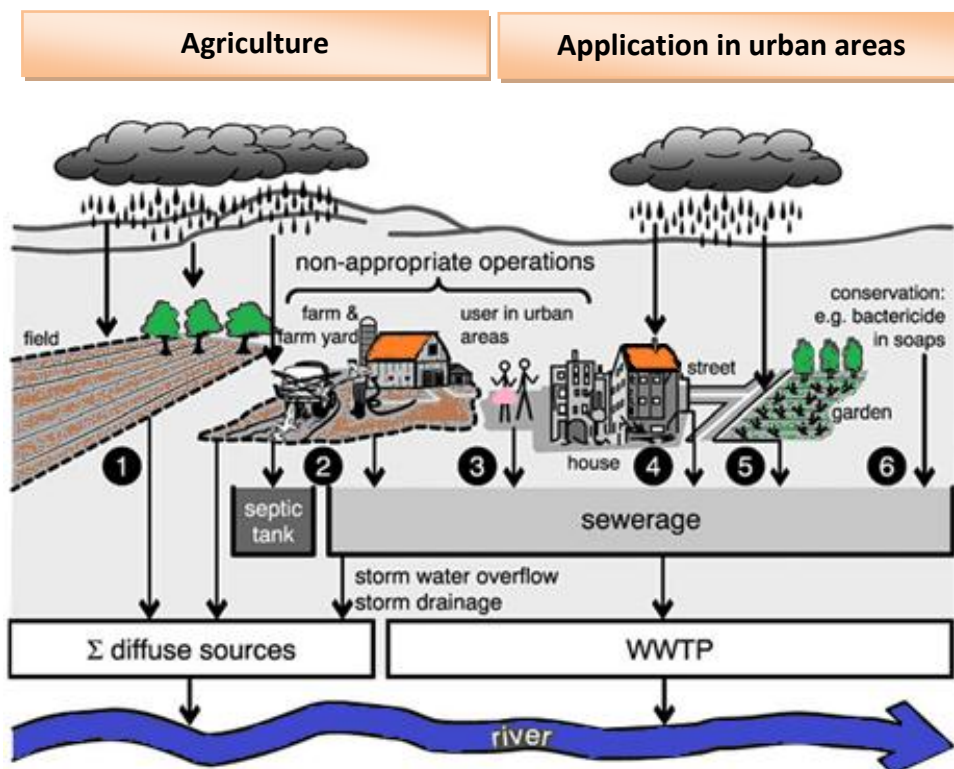 Agriculture
Application in urban areas
non-appropriate operations
farm &
farm yard
user in urban
areas
conservation:
e.g. bactericide
in soaps
field
street
garden
house
1
2
3
4
5
6
septic
tank
sewerage
storm water overflow
storm drainage
Σ diffuse sources
WWTP
river